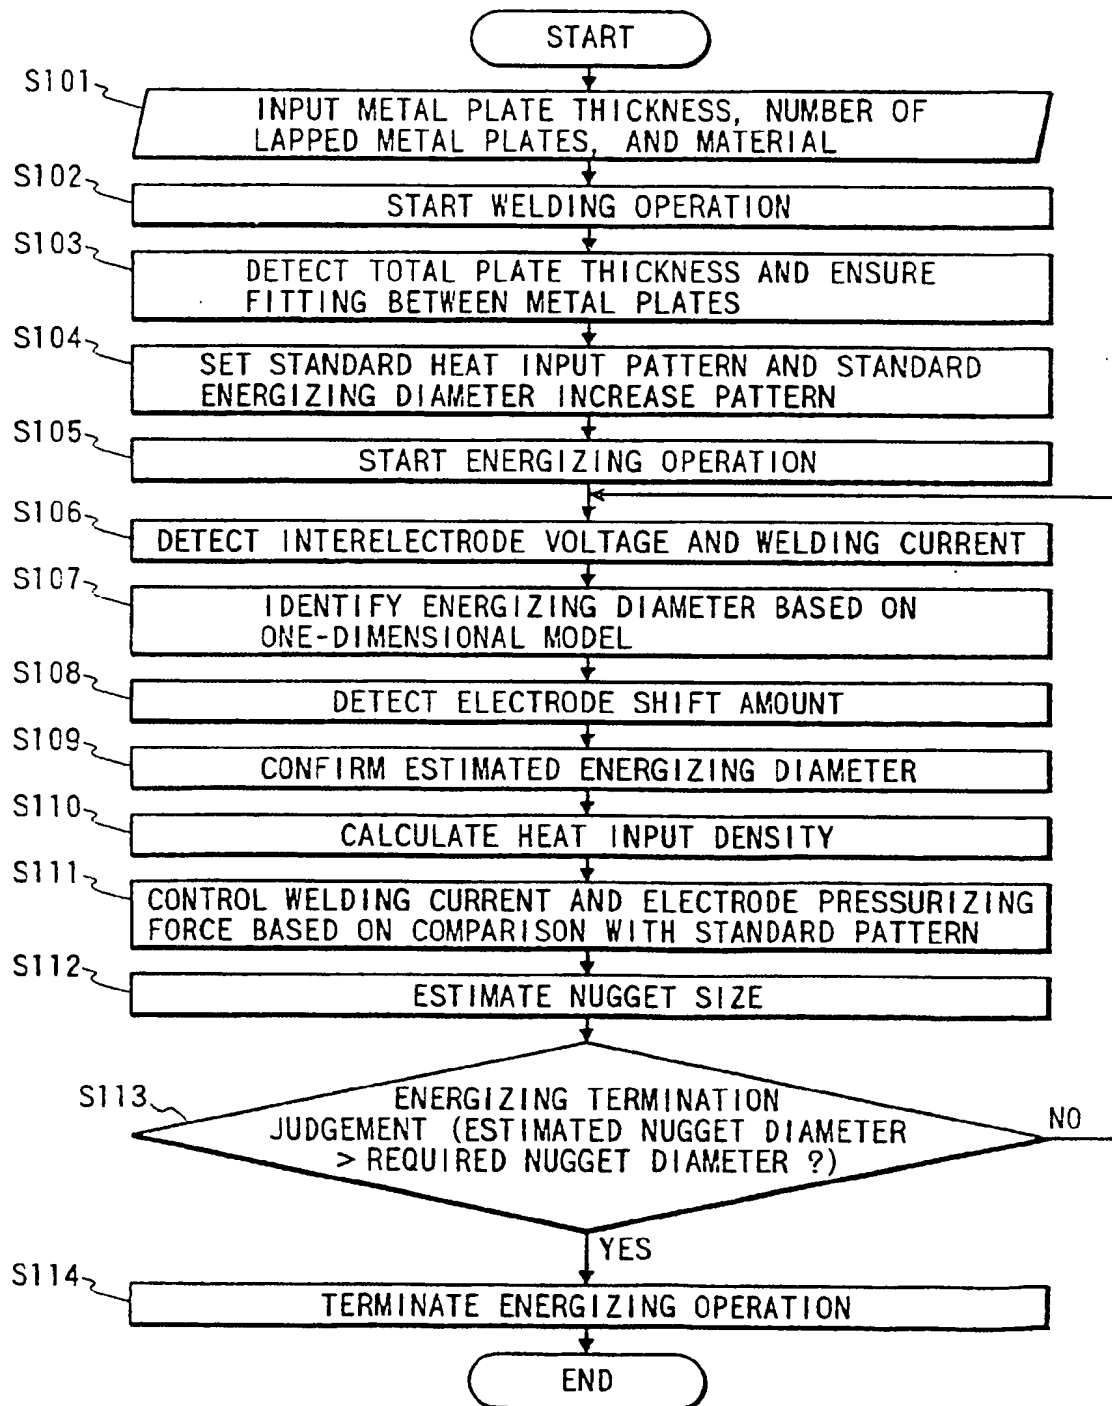 START
S101
INPUT METAL PLATE THICKNESS, NUMBER OF
LAPPED METAL PLATES, AND MATERIAL
S102
START WELDING OPERATION
S103
DETECT TOTAL PLATE THICKNESS AND ENSURE
FITTING BETWEEN METAL PLATES
S104
SET STANDARD HEAT INPUT PATTERN AND STANDARD
ENERGIZING DIAMETER INCREASE PATTERN
S105
START ENERGIZING OPERATION
S106
DETECT INTERELECTRODE VOLTAGE AND WELDING CURRENT
S107
IDENTIFY ENERGIZING DIAMETER BASED ON
ONE-DIMENSIONAL MODEL
S108
DETECT ELECTRODE SHIFT AMOUNT
S109
CONFIRM ESTIMATED ENERGIZING DIAMETER
S110
CALCULATE HEAT INPUT DENSITY
S111
CONTROL WELDING CURRENT AND ELECTRODE PRESSURIZING
FORCE BASED ON COMPARISON WITH STANDARD PATTERN
S112
ESTIMATE NUGGET SIZE
S113
ENERGIZING TERMINATION
JUDGEMENT (ESTIMATED NUGGET DIAMETER
> REQUIRED NUGGET DIAMETER ?)
NO
YES
S114
TERMINATE ENERGIZING OPERATION
END